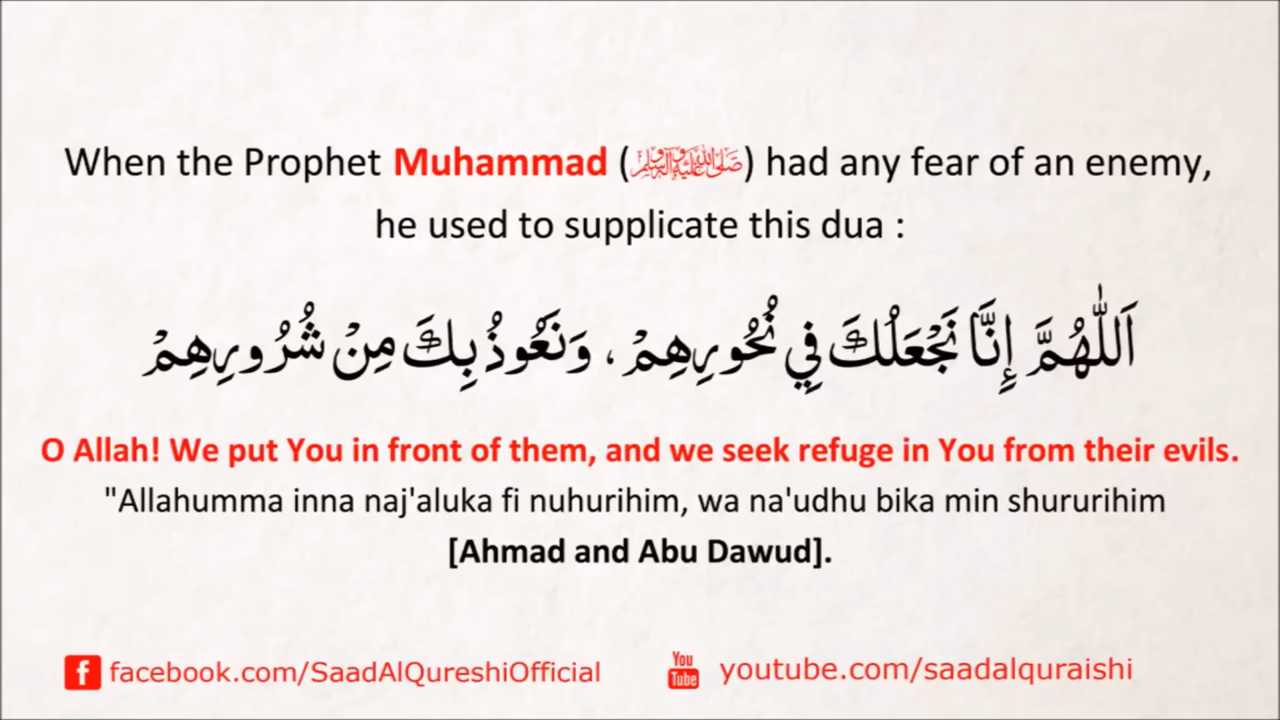 When the Prophet Muhammad (ﷺ) had any fear of an enemy,
he used to supplicate this dua :
اَللّٰهُمَّ إِنَّا نَجْعَلُكَ فِي نُحُورِهِمْ ، وَنَعُوذُ بِكَ مِنْ شُرُورِهِمْ
O Allah! We put You in front of them, and we seek refuge in You from their evils.
"Allahumma inna naj'aluka fi nuhurihim, wa na'udhu bika min shururihim
[Ahmad and Abu Dawud].
f facebook.com/SaadAlQureshiOfficial
You Tube youtube.com/saadalquraishi